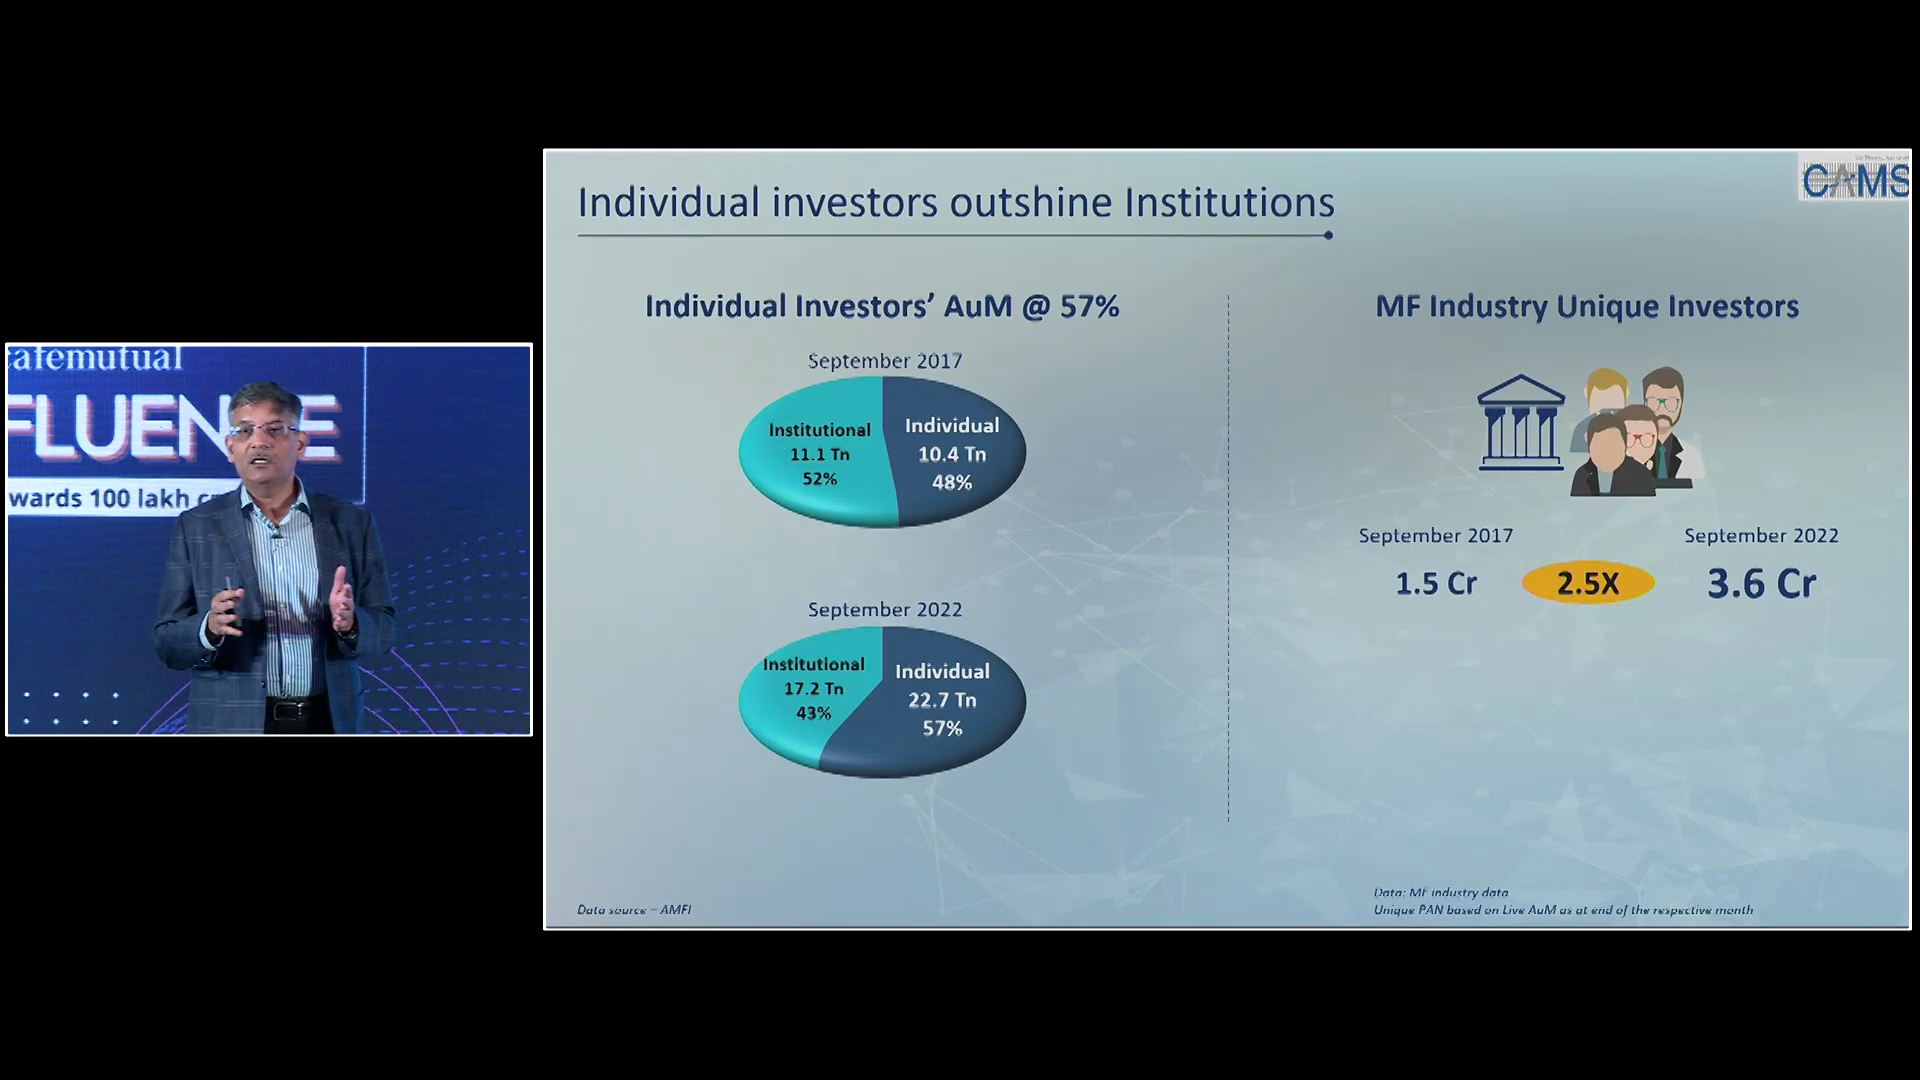 afemutual
FLUEN E
wards 100 lakh cr
CAMS
Individual investors outshine Institutions
Individual Investors’ AuM @ 57%
September 2017
Institutional
11.1 Tn
52%
Individual
10.4 Tn
48%
September 2022
Institutional
17.2 Tn
43%
Individual
22.7 Tn
57%
Data source – AMFI
MF Industry Unique Investors
September 2017
September 2022
1.5 Cr
2.5X
3.6 Cr
Data: MF industry data
Unique PAN based on Live AuM as at end of the respective month